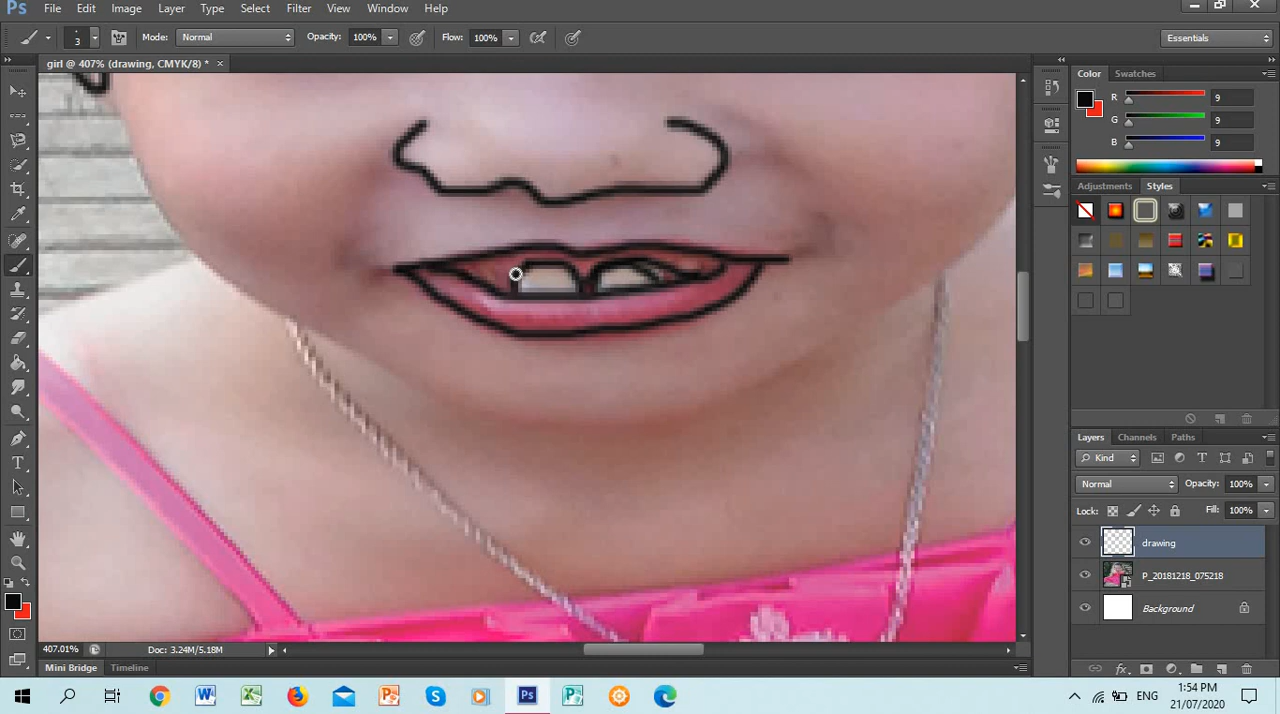 Ps File Edit Image Layer Type Select Filter View Window Help
3 Mode: Normal Opacity: 100% Flow: 100% Essentials
girl @ 407% (drawing, CMYK/8) * ×
Color Swatches
R 9
G 9
B 9
Adjustments Styles
Layers Channels Paths
Kind
Normal Opacity: 100%
Lock: Fill: 100%
drawing
P_20181218_075218
Background
407.01% Doc: 3.24M/5.18M
Mini Bridge Timeline
ENG 1:54 PM
21/07/2020